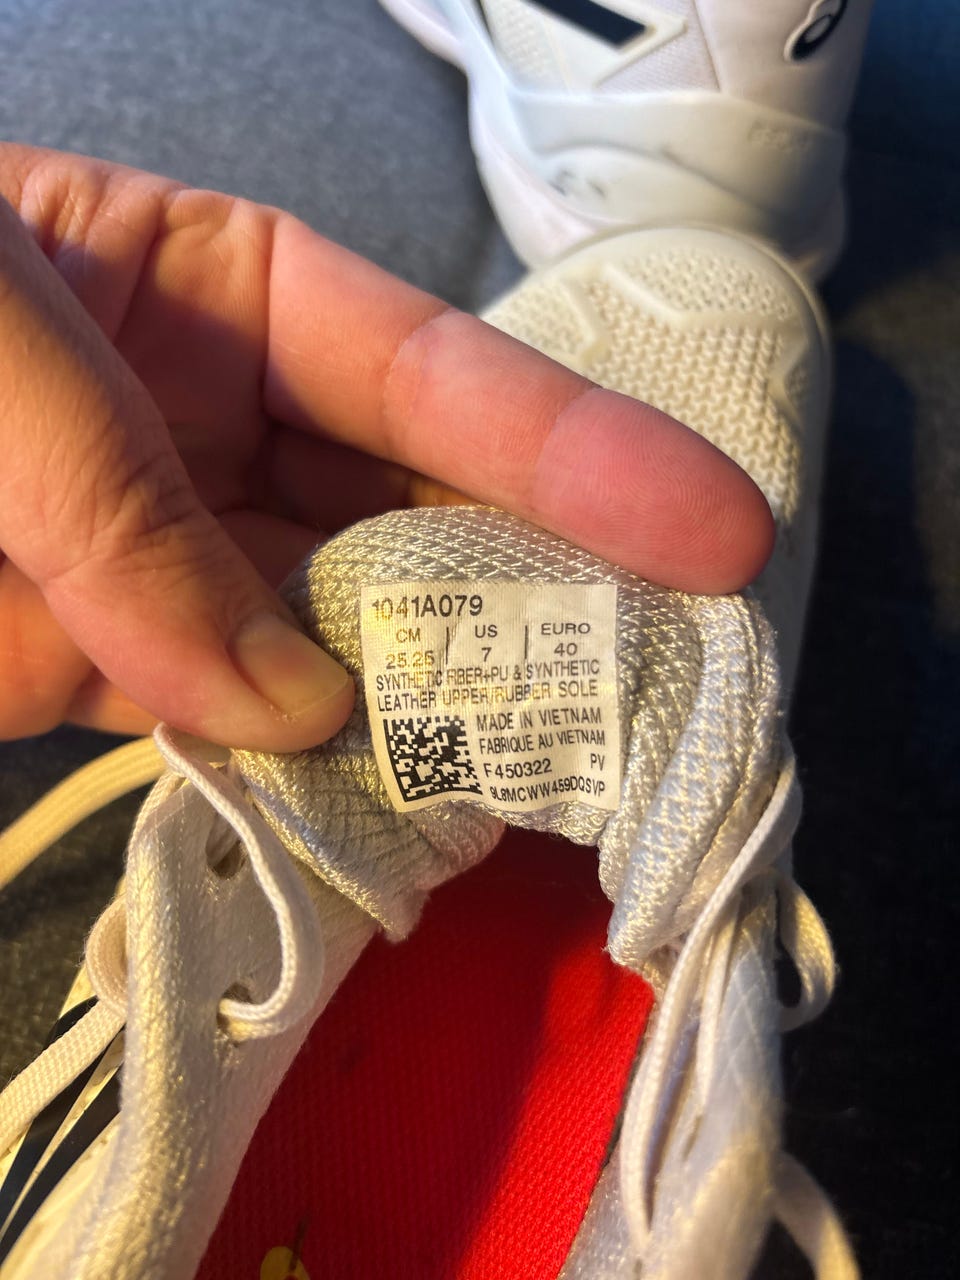 1041A079
CM US EURO
25.25 7 40
SYNTHETIC FIBER+PU & SYNTHETIC
LEATHER UPPER/RUBBER SOLE
MADE IN VIETNAM
FABRIQUE AU VIETNAM
F450322 PV
9L8MCWW459DQSVP